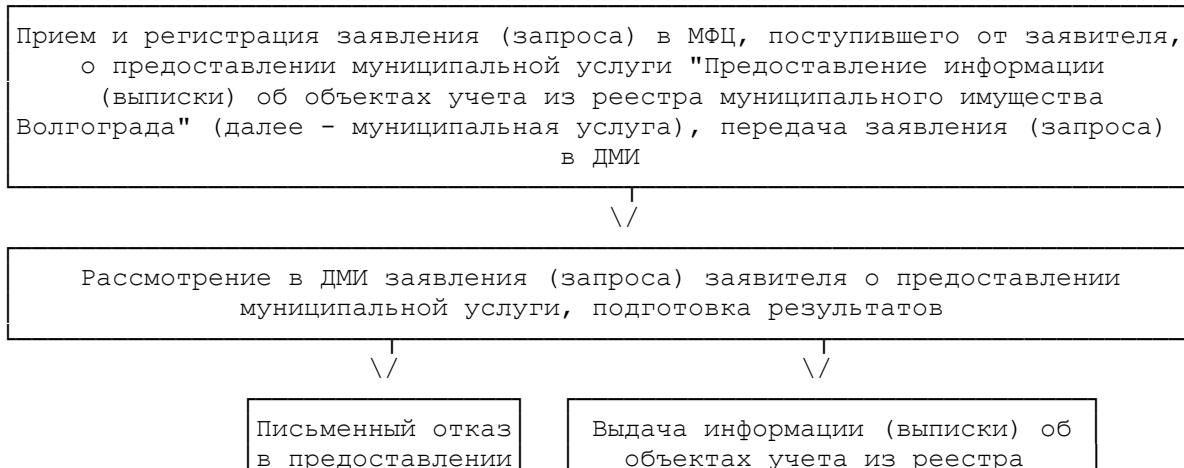 Прием и регистрация заявления (запроса) в МФЦ, поступившего от заявителя,
о предоставлении муниципальной услуги "Предоставление информации
(выписки) об объектах учета из реестра муниципального имущества
Волгограда" (далее - муниципальная услуга), передача заявления (запроса)
в ДМИ
\/
Рассмотрение в ДМИ заявления (запроса) заявителя о предоставлении
муниципальной услуги, подготовка результатов
\/ \/
Письменный отказ Выдача информации (выписки) об
в предоставлении объектах учета из реестра